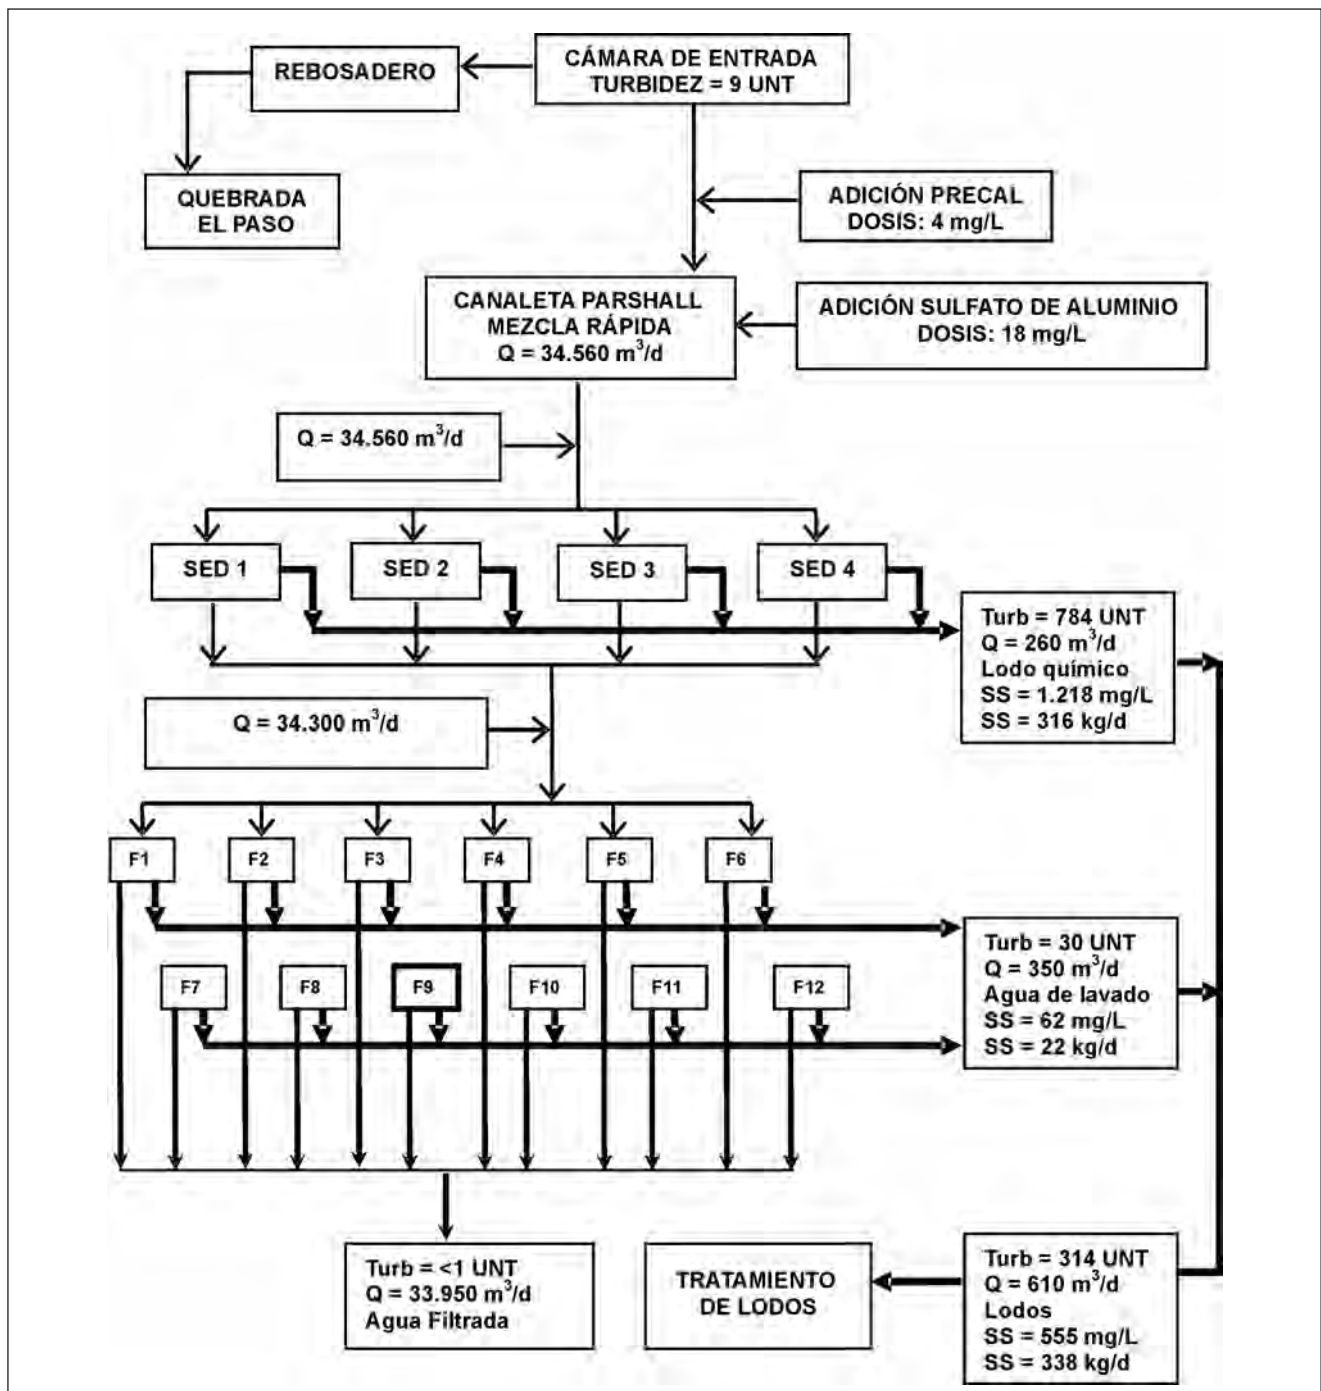 CÁMARA DE ENTRADA
TURBIDEZ = 9 UNT
REBOSADERO
QUEBRADA
EL PASO
ADICIÓN PRECAL
DOSIS: 4 mg/L
CANALETA PARSHALL
MEZCLA RÁPIDA
Q = 34.560 m³/d
ADICIÓN SULFATO DE ALUMINIO
DOSIS: 18 mg/L
Q = 34.560 m³/d
SED 1
SED 2
SED 3
SED 4
Turb = 784 UNT
Q = 260 m³/d
Lodo químico
SS = 1.218 mg/L
SS = 316 kg/d
Q = 34.300 m³/d
F1
F2
F3
F4
F5
F6
F7
F8
F9
F10
F11
F12
Turb = 30 UNT
Q = 350 m³/d
Agua de lavado
SS = 62 mg/L
SS = 22 kg/d
Turb = <1 UNT
Q = 33.950 m³/d
Agua Filtrada
TRATAMIENTO
DE LODOS
Turb = 314 UNT
Q = 610 m³/d
Lodos
SS = 555 mg/L
SS = 338 kg/d